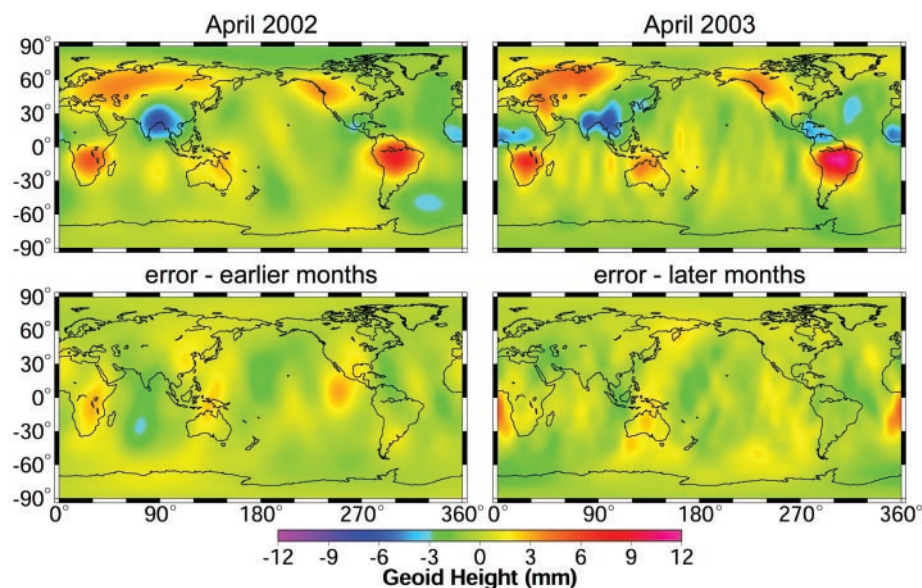 April 2002 April 2003
90° 90°
60° 60°
30° 30°
0° 0°
-30° -30°
-60° -60°
-90° -90°
error - earlier months error - later months
90° 90°
60° 60°
30° 30°
0° 0°
-30° -30°
-60° -60°
-90° -90°
0° 90° 180° 270° 360° 0° 90° 180° 270° 360°
-12 -9 -6 -3 0 3 6 9 12
Geoid Height (mm)